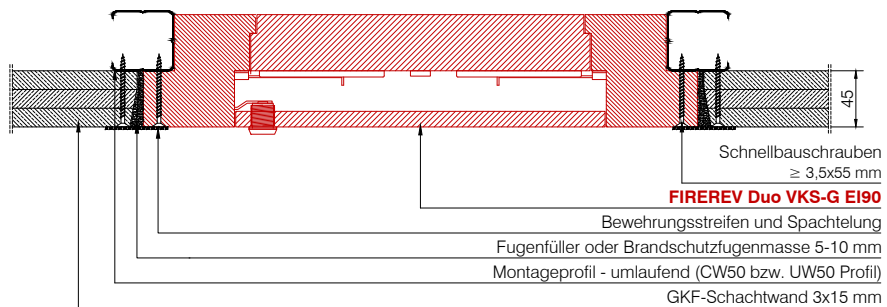 45
Schnellbauschrauben
≥ 3,5x55 mm
FIREREV Duo VKS-G EI90
Bewehrungsstreifen und Spachtelung
Fugenfüller oder Brandschutzfugenmasse 5-10 mm
Montageprofil - umlaufend (CW50 bzw. UW50 Profil)
GKF-Schachtwand 3x15 mm